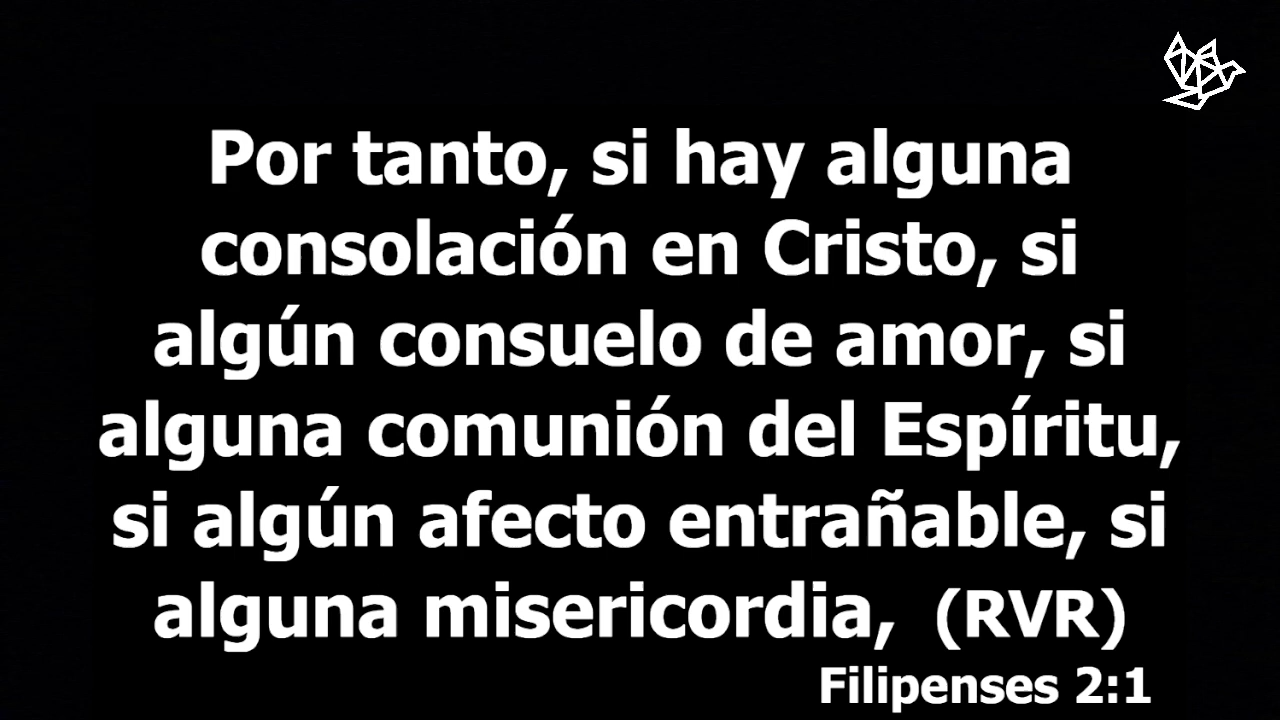 Por tanto, si hay alguna
consolación en Cristo, si
algún consuelo de amor, si
alguna comunión del Espíritu,
si algún afecto entrañable, si
alguna misericordia, (RVR)
Filipenses 2:1